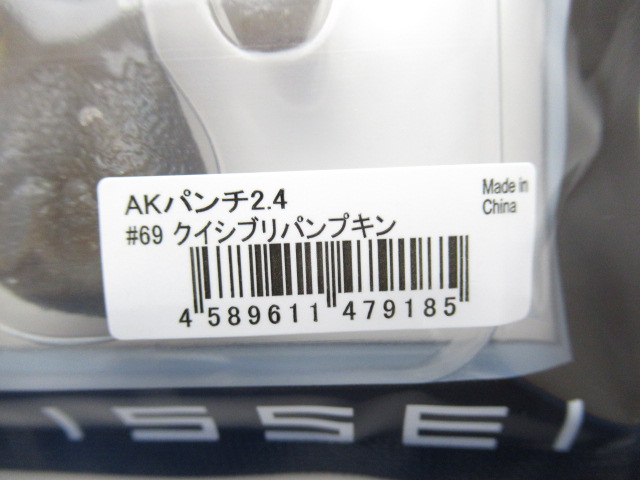 AKパンチ2.4
Made in
China
#69 クイシブリパンプキン
4 589611 479185
ISSEI